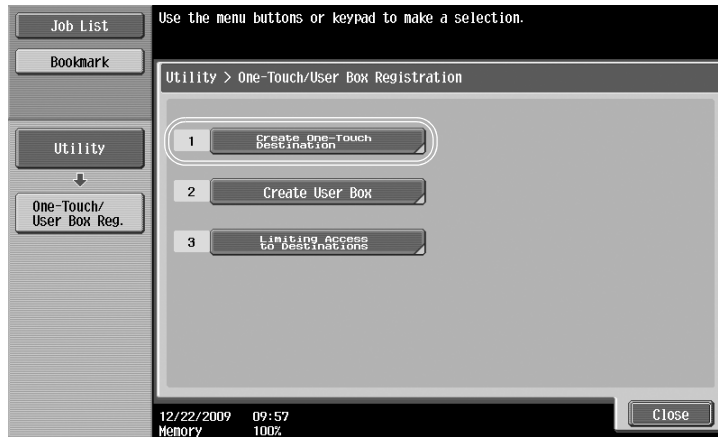 Job List
Bookmark
Use the menu buttons or keypad to make a selection.
Utility > One-Touch/User Box Registration
Utility
One-Touch/
User Box Reg.
1 Create One-Touch
Destination
2 Create User Box
3 Limiting Access
to Destinations
12/22/2009 09:57
Memory 100%
Close